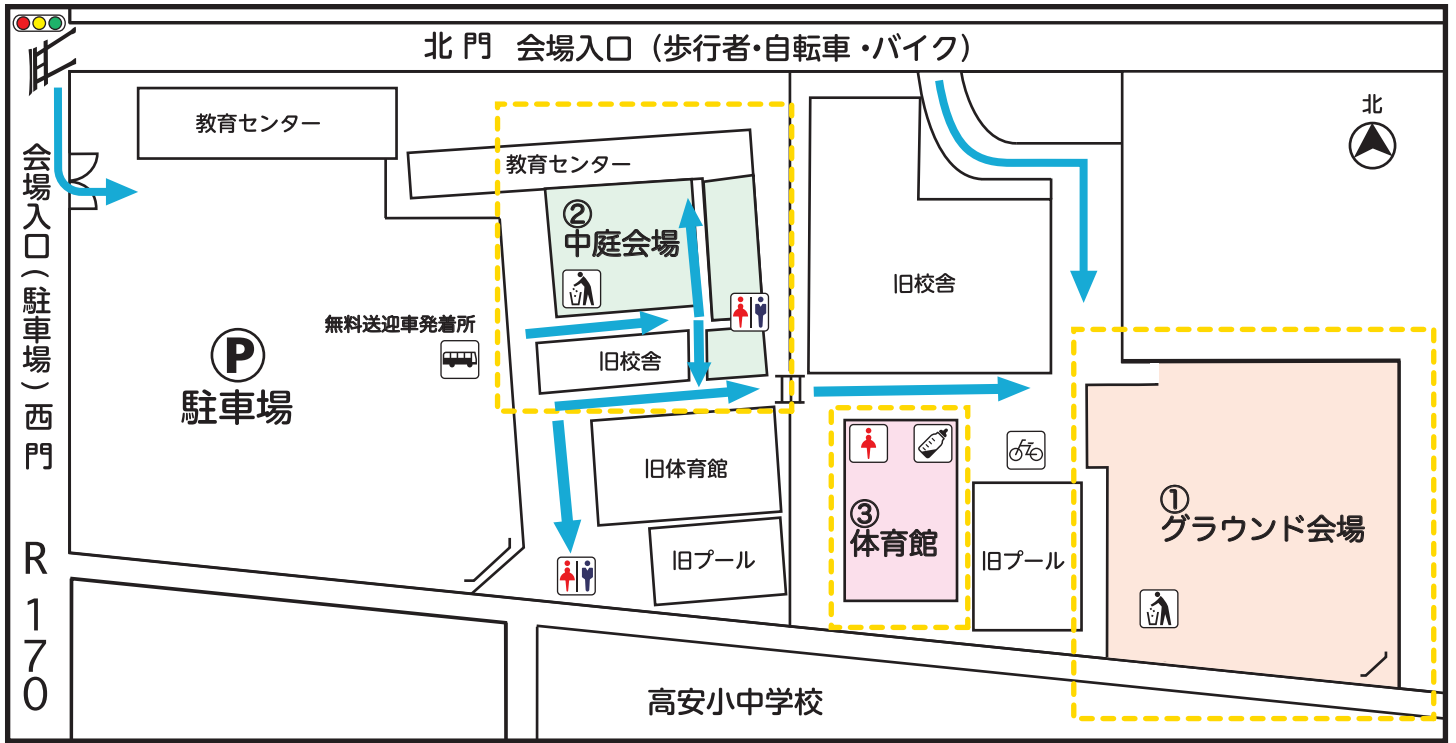 北門 会場入口（歩行者・自転車・バイク）
教育センター
北
会場入口（駐車場）西門
R170
教育センター
②
中庭会場
旧校舎
無料送迎車発着所
P
駐車場
旧校舎
旧体育館
③
体育館
①
グラウンド会場
旧プール
旧プール
高安小中学校